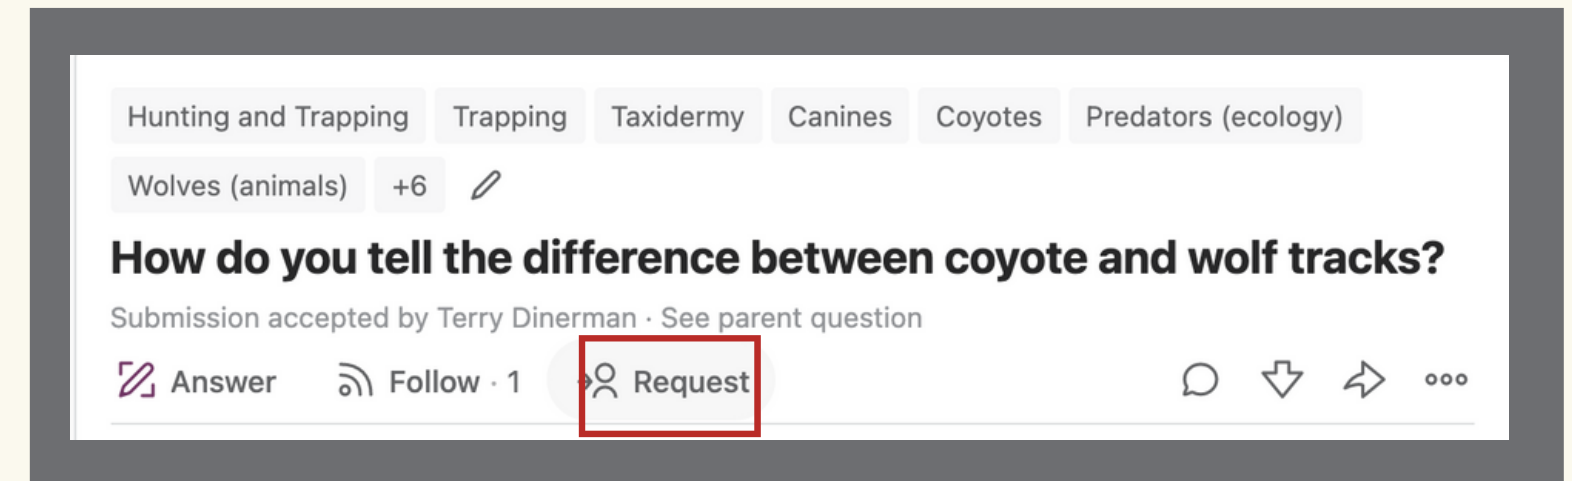 Hunting and Trapping Trapping Taxidermy Canines Coyotes Predators (ecology)
Wolves (animals) +6
How do you tell the difference between coyote and wolf tracks?
Submission accepted by Terry Dinerman · See parent question
Answer Follow · 1 Request